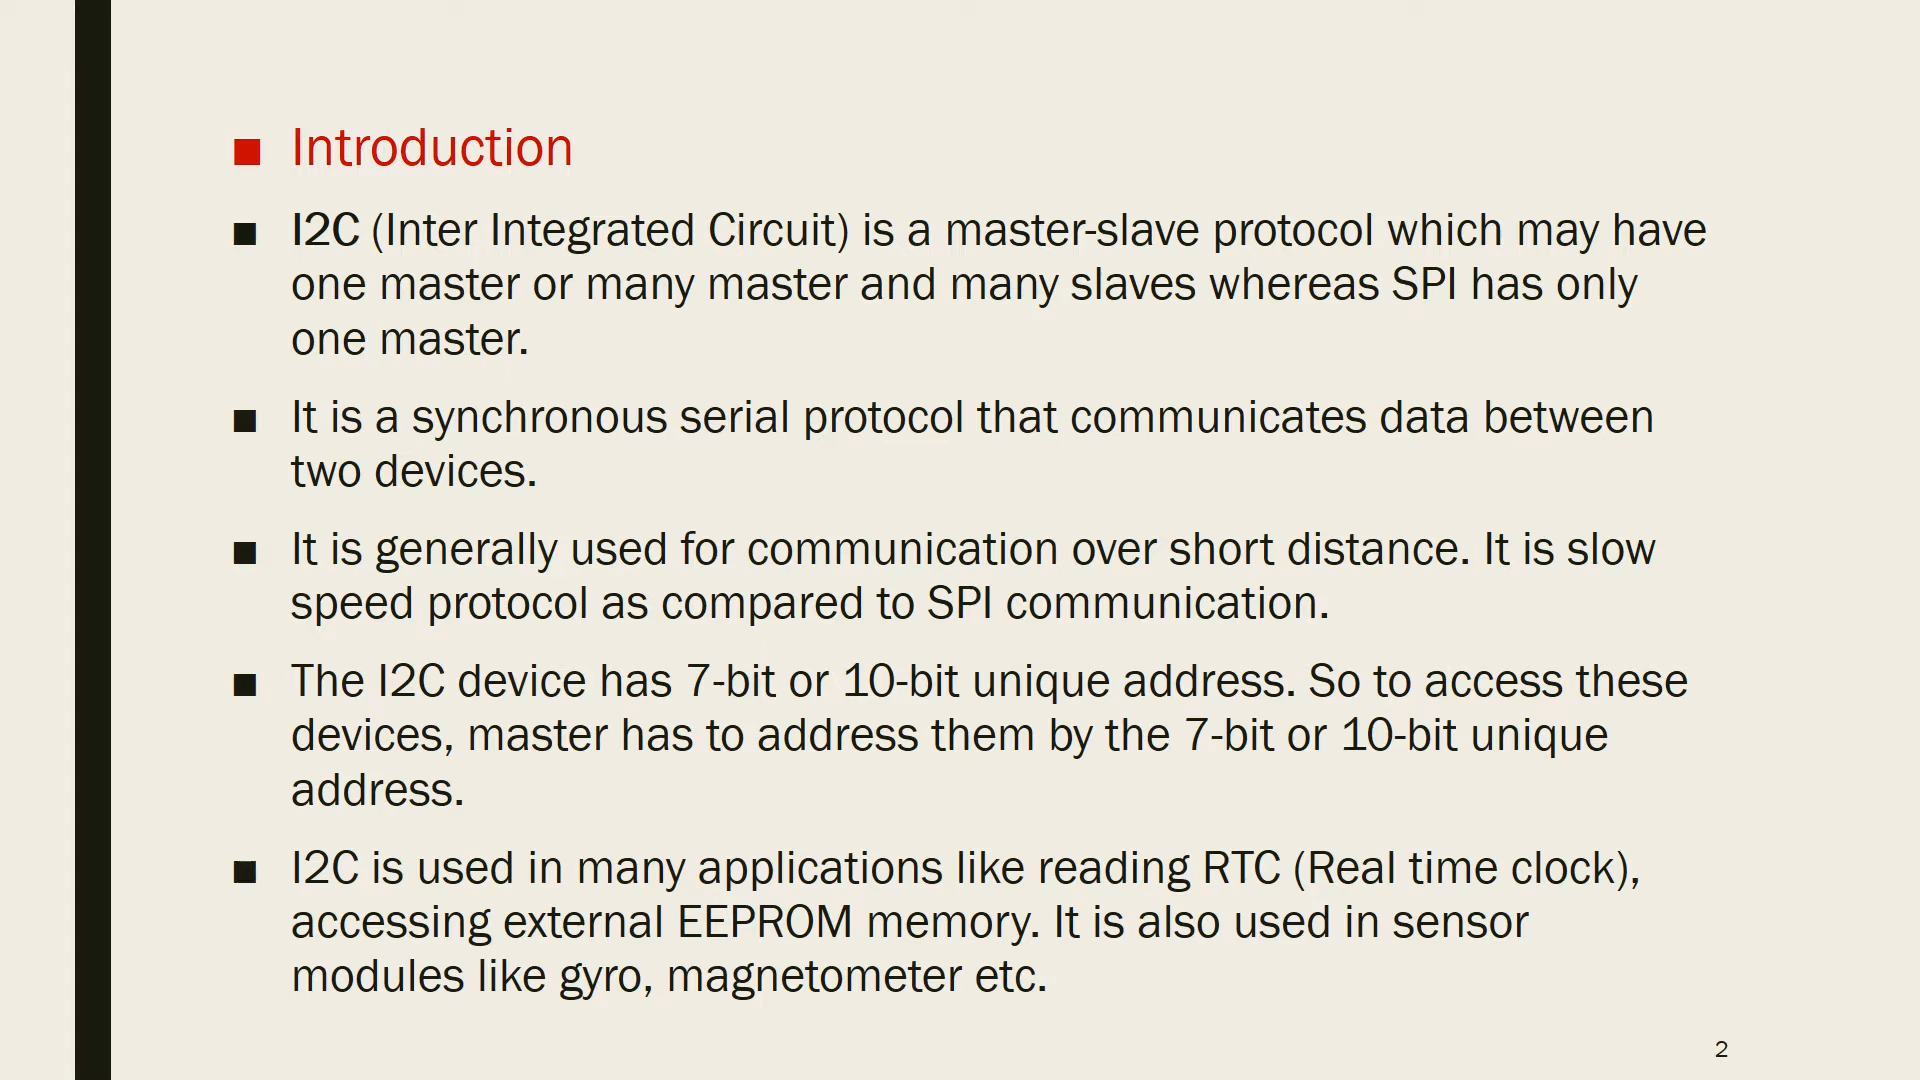 ■ Introduction
■ I2C (Inter Integrated Circuit) is a master-slave protocol which may have
one master or many master and many slaves whereas SPI has only
one master.
■ It is a synchronous serial protocol that communicates data between
two devices.
■ It is generally used for communication over short distance. It is slow
speed protocol as compared to SPI communication.
■ The I2C device has 7-bit or 10-bit unique address. So to access these
devices, master has to address them by the 7-bit or 10-bit unique
address.
■ I2C is used in many applications like reading RTC (Real time clock),
accessing external EEPROM memory. It is also used in sensor
modules like gyro, magnetometer etc.
2